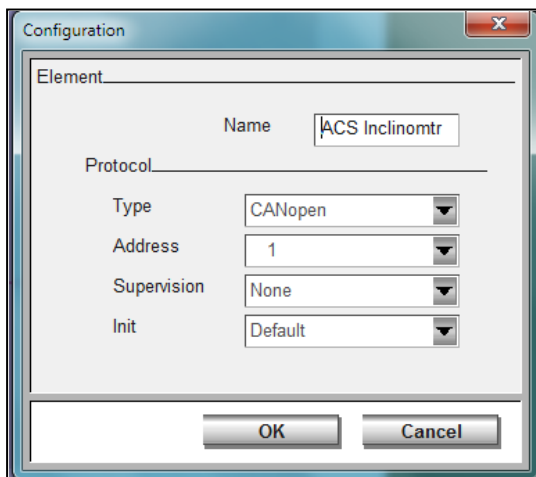 Configuration
Element
Name ACS Inclinomtr
Protocol
Type CANopen
Address 1
Supervision None
Init Default
OK Cancel